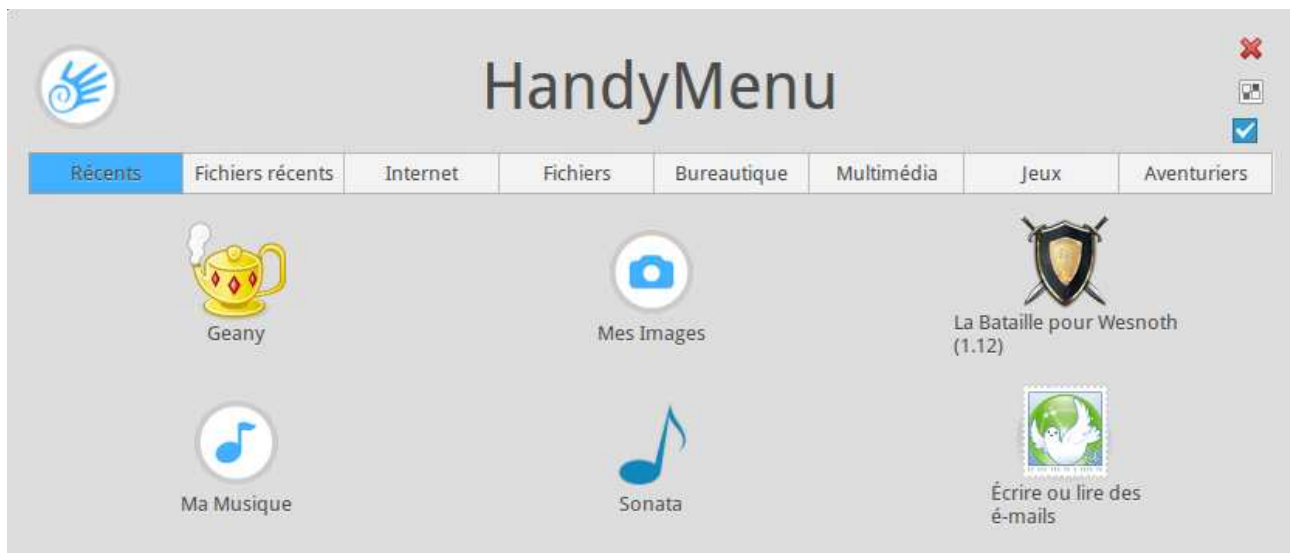 HandyMenu
Récents
Fichiers récents
Internet
Fichiers
Bureautique
Multimédia
Jeux
Aventuriers
Geany
Mes Images
La Bataille pour Wesnoth
(1.12)
Ma Musique
Sonata
Écrire ou lire des
é-mails